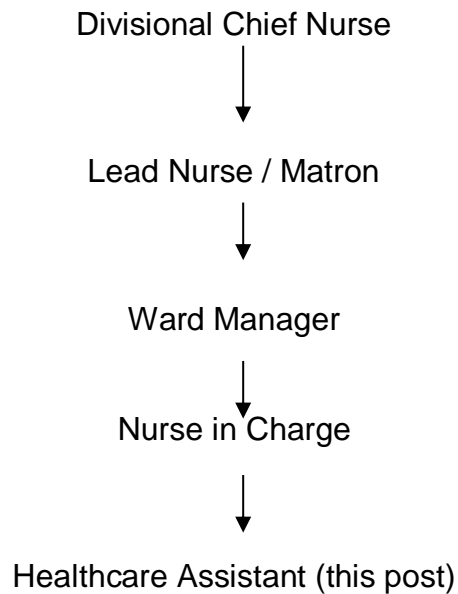 Divisional Chief Nurse
Lead Nurse / Matron
Ward Manager
Nurse in Charge
Healthcare Assistant (this post)